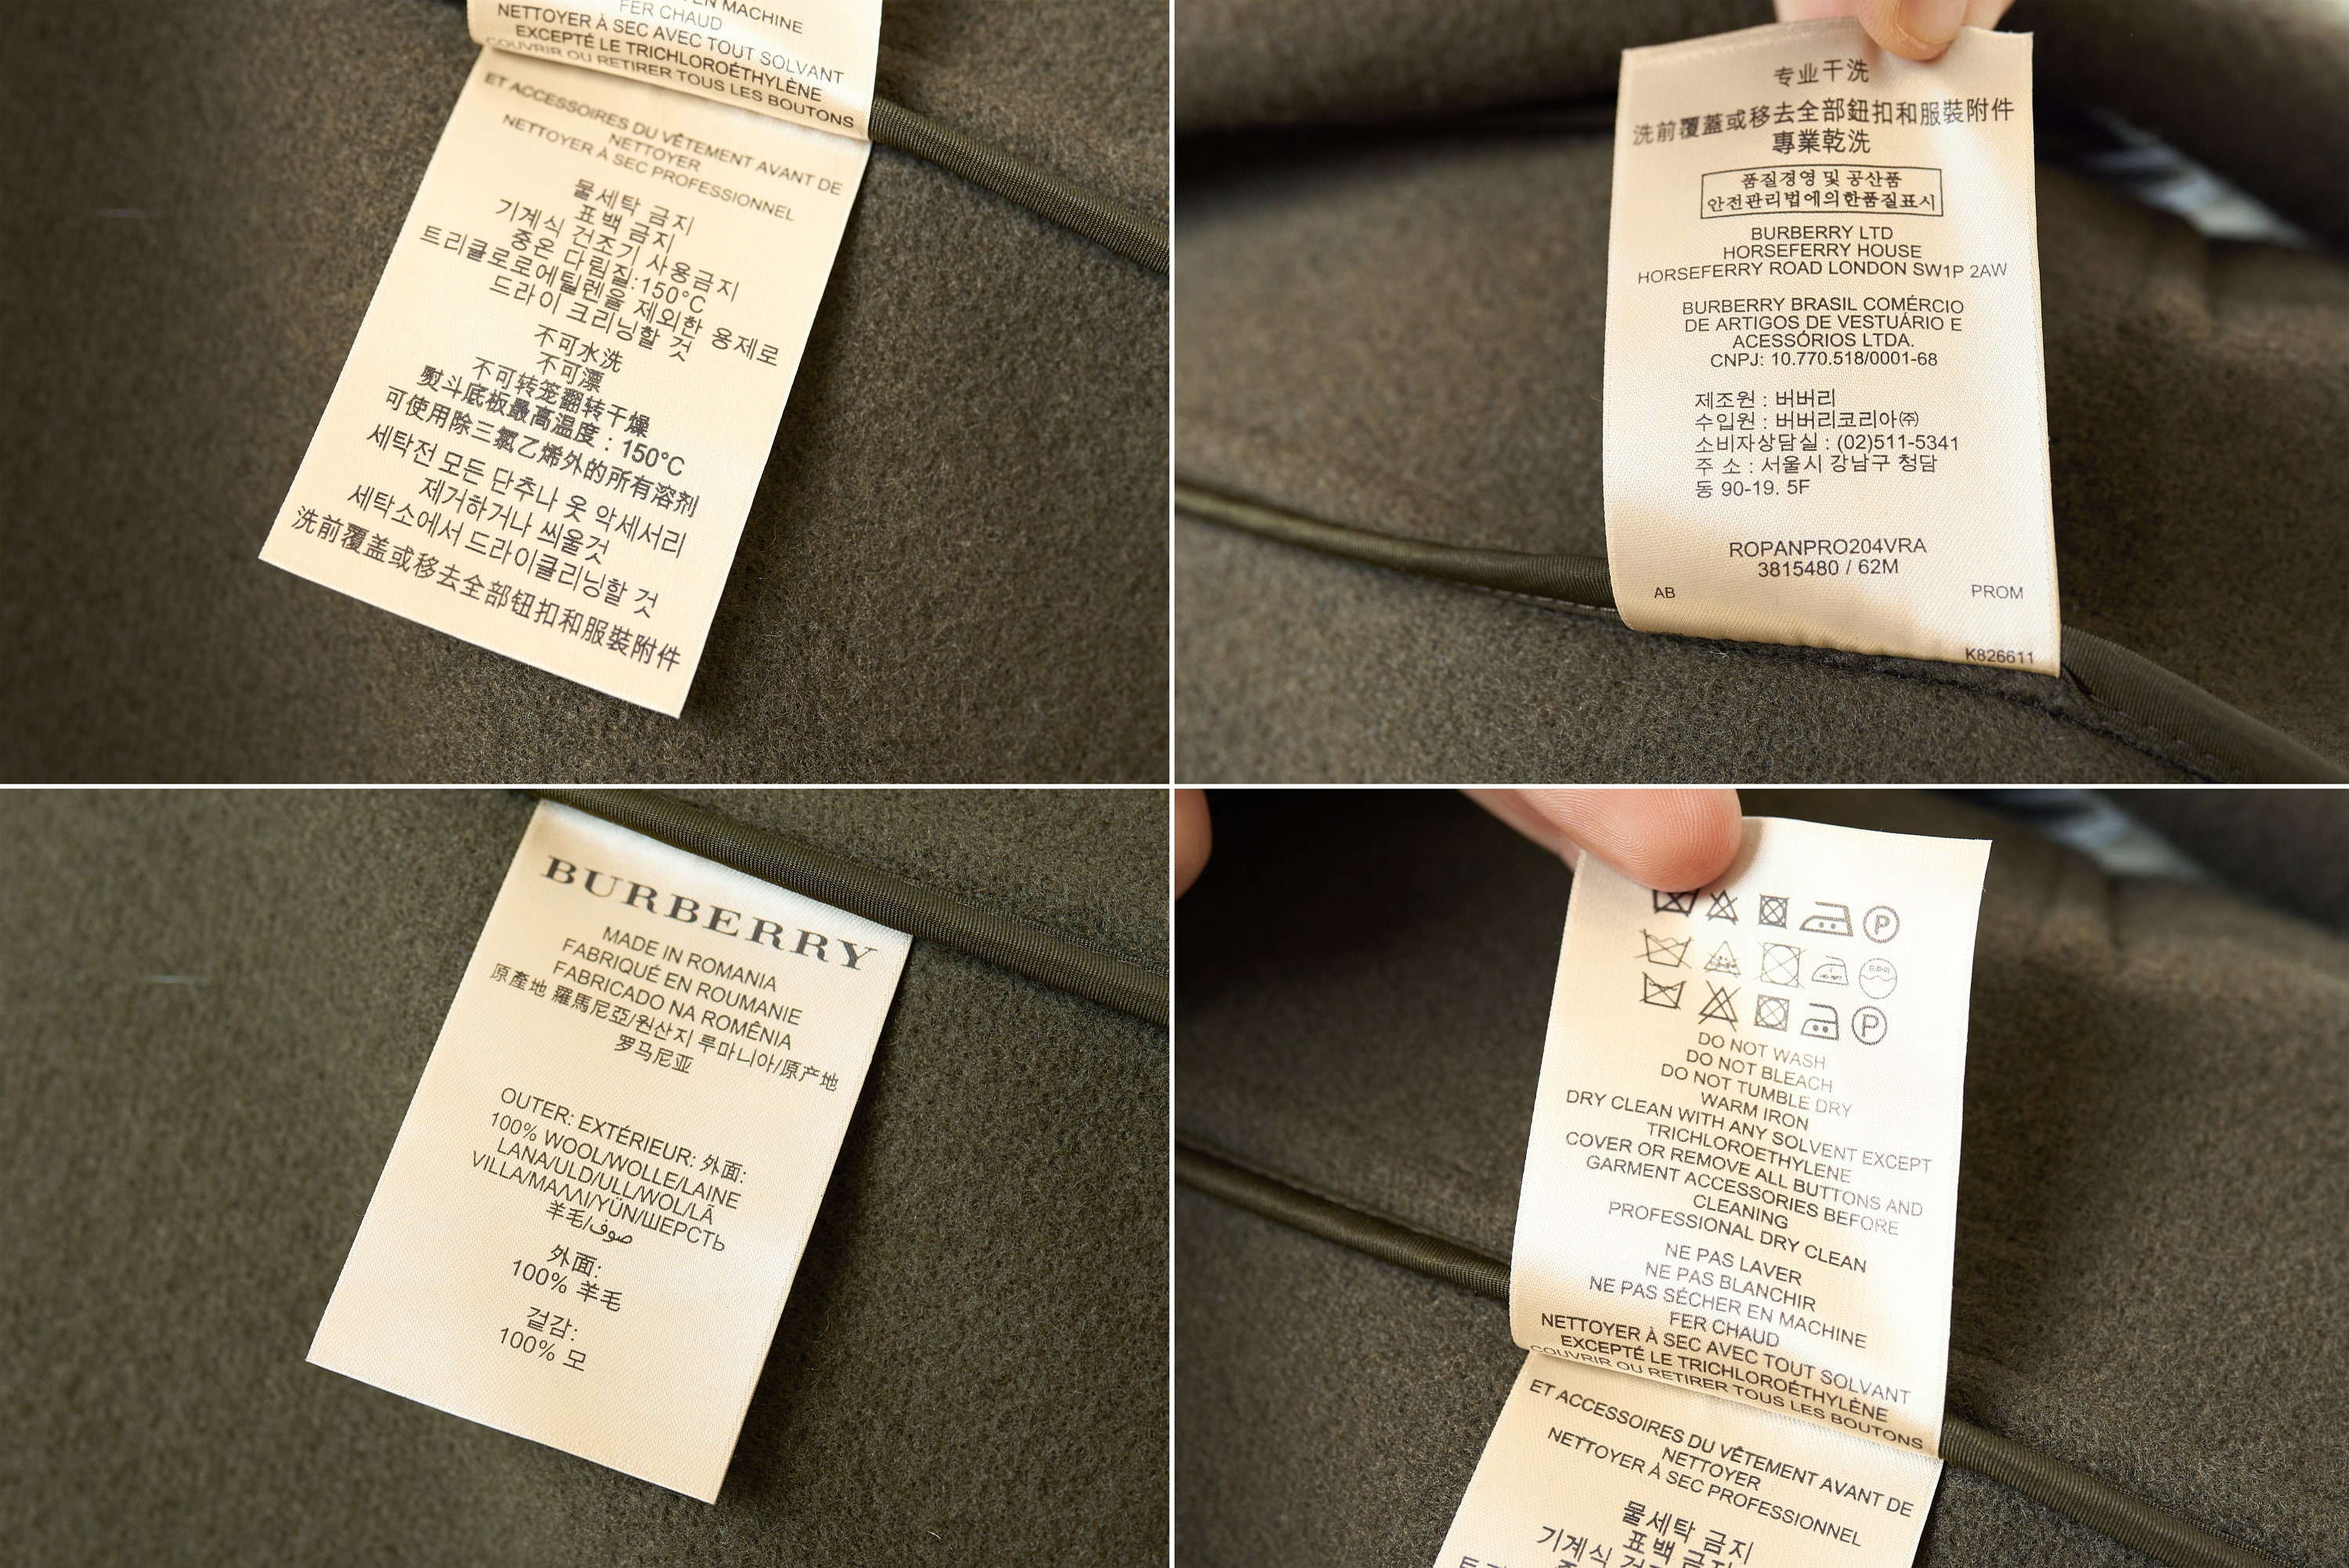 EN MACHINE
FER CHAUD
NETTOYER À SEC AVEC TOUT SOLVANT
EXCEPTÉ LE TRICHLOROÉTHYLÈNE
COUVRIR OU RETIRER TOUS LES BOUTONS
ET ACCESSOIRES DU VÊTEMENT AVANT DE
NETTOYER
NETTOYER À SEC PROFESSIONNEL
물세탁 금지
표백 금지
기계식 건조기 사용금지
중온 다림질:150°C
트리클로로에틸렌을 제외한 용제로
드라이 크리닝할 것
不可水洗
不可漂
不可转笼翻转干燥
熨斗底板最高温度：150°C
可使用除三氯乙烯外的所有溶剂
세탁전 모든 단추나 옷 악세서리
제거하거나 씌울것
세탁소에서 드라이클리닝할 것
洗前覆盖或移去全部鈕扣和服裝附件
专业干洗
洗前覆蓋或移去全部鈕扣和服裝附件
專業乾洗
품질경영 및 공산품
안전관리법에의한품질표시
BURBERRY LTD
HORSEFERRY HOUSE
HORSEFERRY ROAD LONDON SW1P 2AW
BURBERRY BRASIL COMÉRCIO
DE ARTIGOS DE VESTUÁRIO E
ACESSÓRIOS LTDA.
CNPJ: 10.770.518/0001-68
제조원 : 버버리
수입원 : 버버리코리아㈜
소비자상담실 : (02)511-5341
주 소 : 서울시 강남구 청담
동 90-19. 5F
ROPANPRO204VRA
3815480 / 62M
AB PROM
K826611
BURBERRY
MADE IN ROMANIA
FABRIQUÉ EN ROUMANIE
FABRICADO NA ROMÊNIA
原產地 羅馬尼亞/원산지 루마니아/原产地
罗马尼亚
OUTER: EXTÉRIEUR: 外面:
100% WOOL/WOLLE/LAINE
LANA/ULD/ULL/WOL/LÃ
VILLA/ΜΑΛΛΙ/YÜN/ШЕРСТЬ
羊毛/صوف
外面:
100% 羊毛
겉감:
100% 모
P
드라이
P
DO NOT WASH
DO NOT BLEACH
DO NOT TUMBLE DRY
WARM IRON
DRY CLEAN WITH ANY SOLVENT EXCEPT
TRICHLOROETHYLENE
COVER OR REMOVE ALL BUTTONS AND
GARMENT ACCESSORIES BEFORE
CLEANING
PROFESSIONAL DRY CLEAN
NE PAS LAVER
NE PAS BLANCHIR
NE PAS SÉCHER EN MACHINE
FER CHAUD
NETTOYER À SEC AVEC TOUT SOLVANT
EXCEPTÉ LE TRICHLOROÉTHYLÈNE
COUVRIR OU RETIRER TOUS LES BOUTONS
ET ACCESSOIRES DU VÊTEMENT AVANT DE
NETTOYER
NETTOYER À SEC PROFESSIONNEL
물세탁 금지
표백 금지
기계식